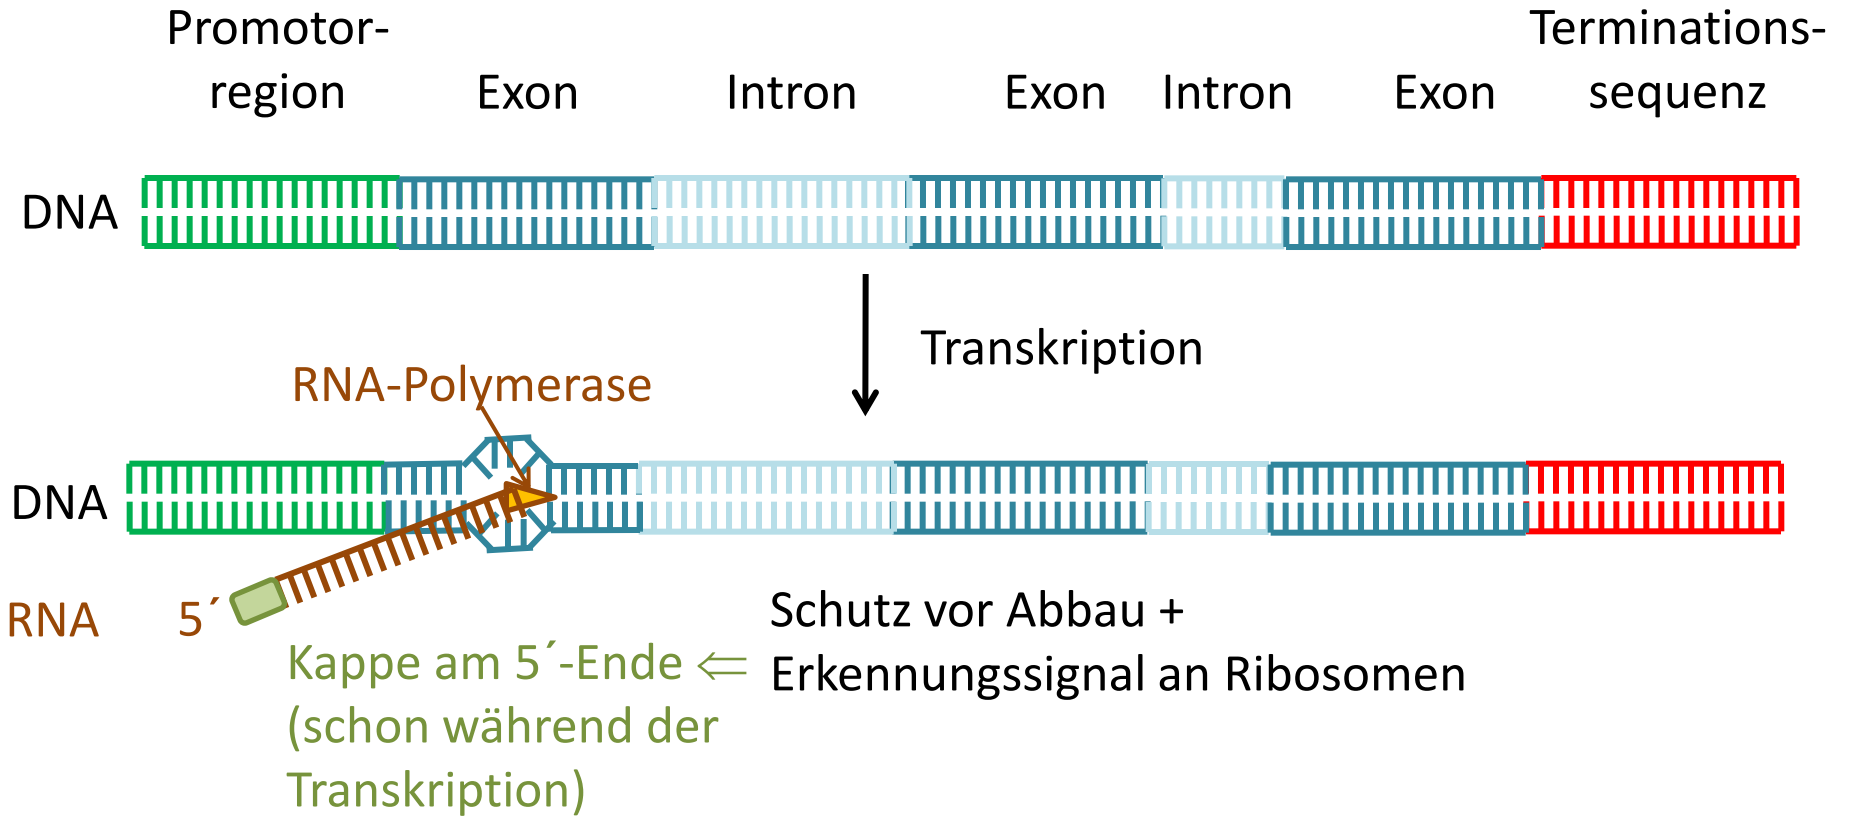 Promotor-
region
Exon
Intron
Exon
Intron
Exon
Terminations-
sequenz
DNA
Transkription
RNA-Polymerase
DNA
RNA
5´
Kappe am 5´-Ende ⇐
(schon während der
Transkription)
Schutz vor Abbau +
Erkennungssignal an Ribosomen